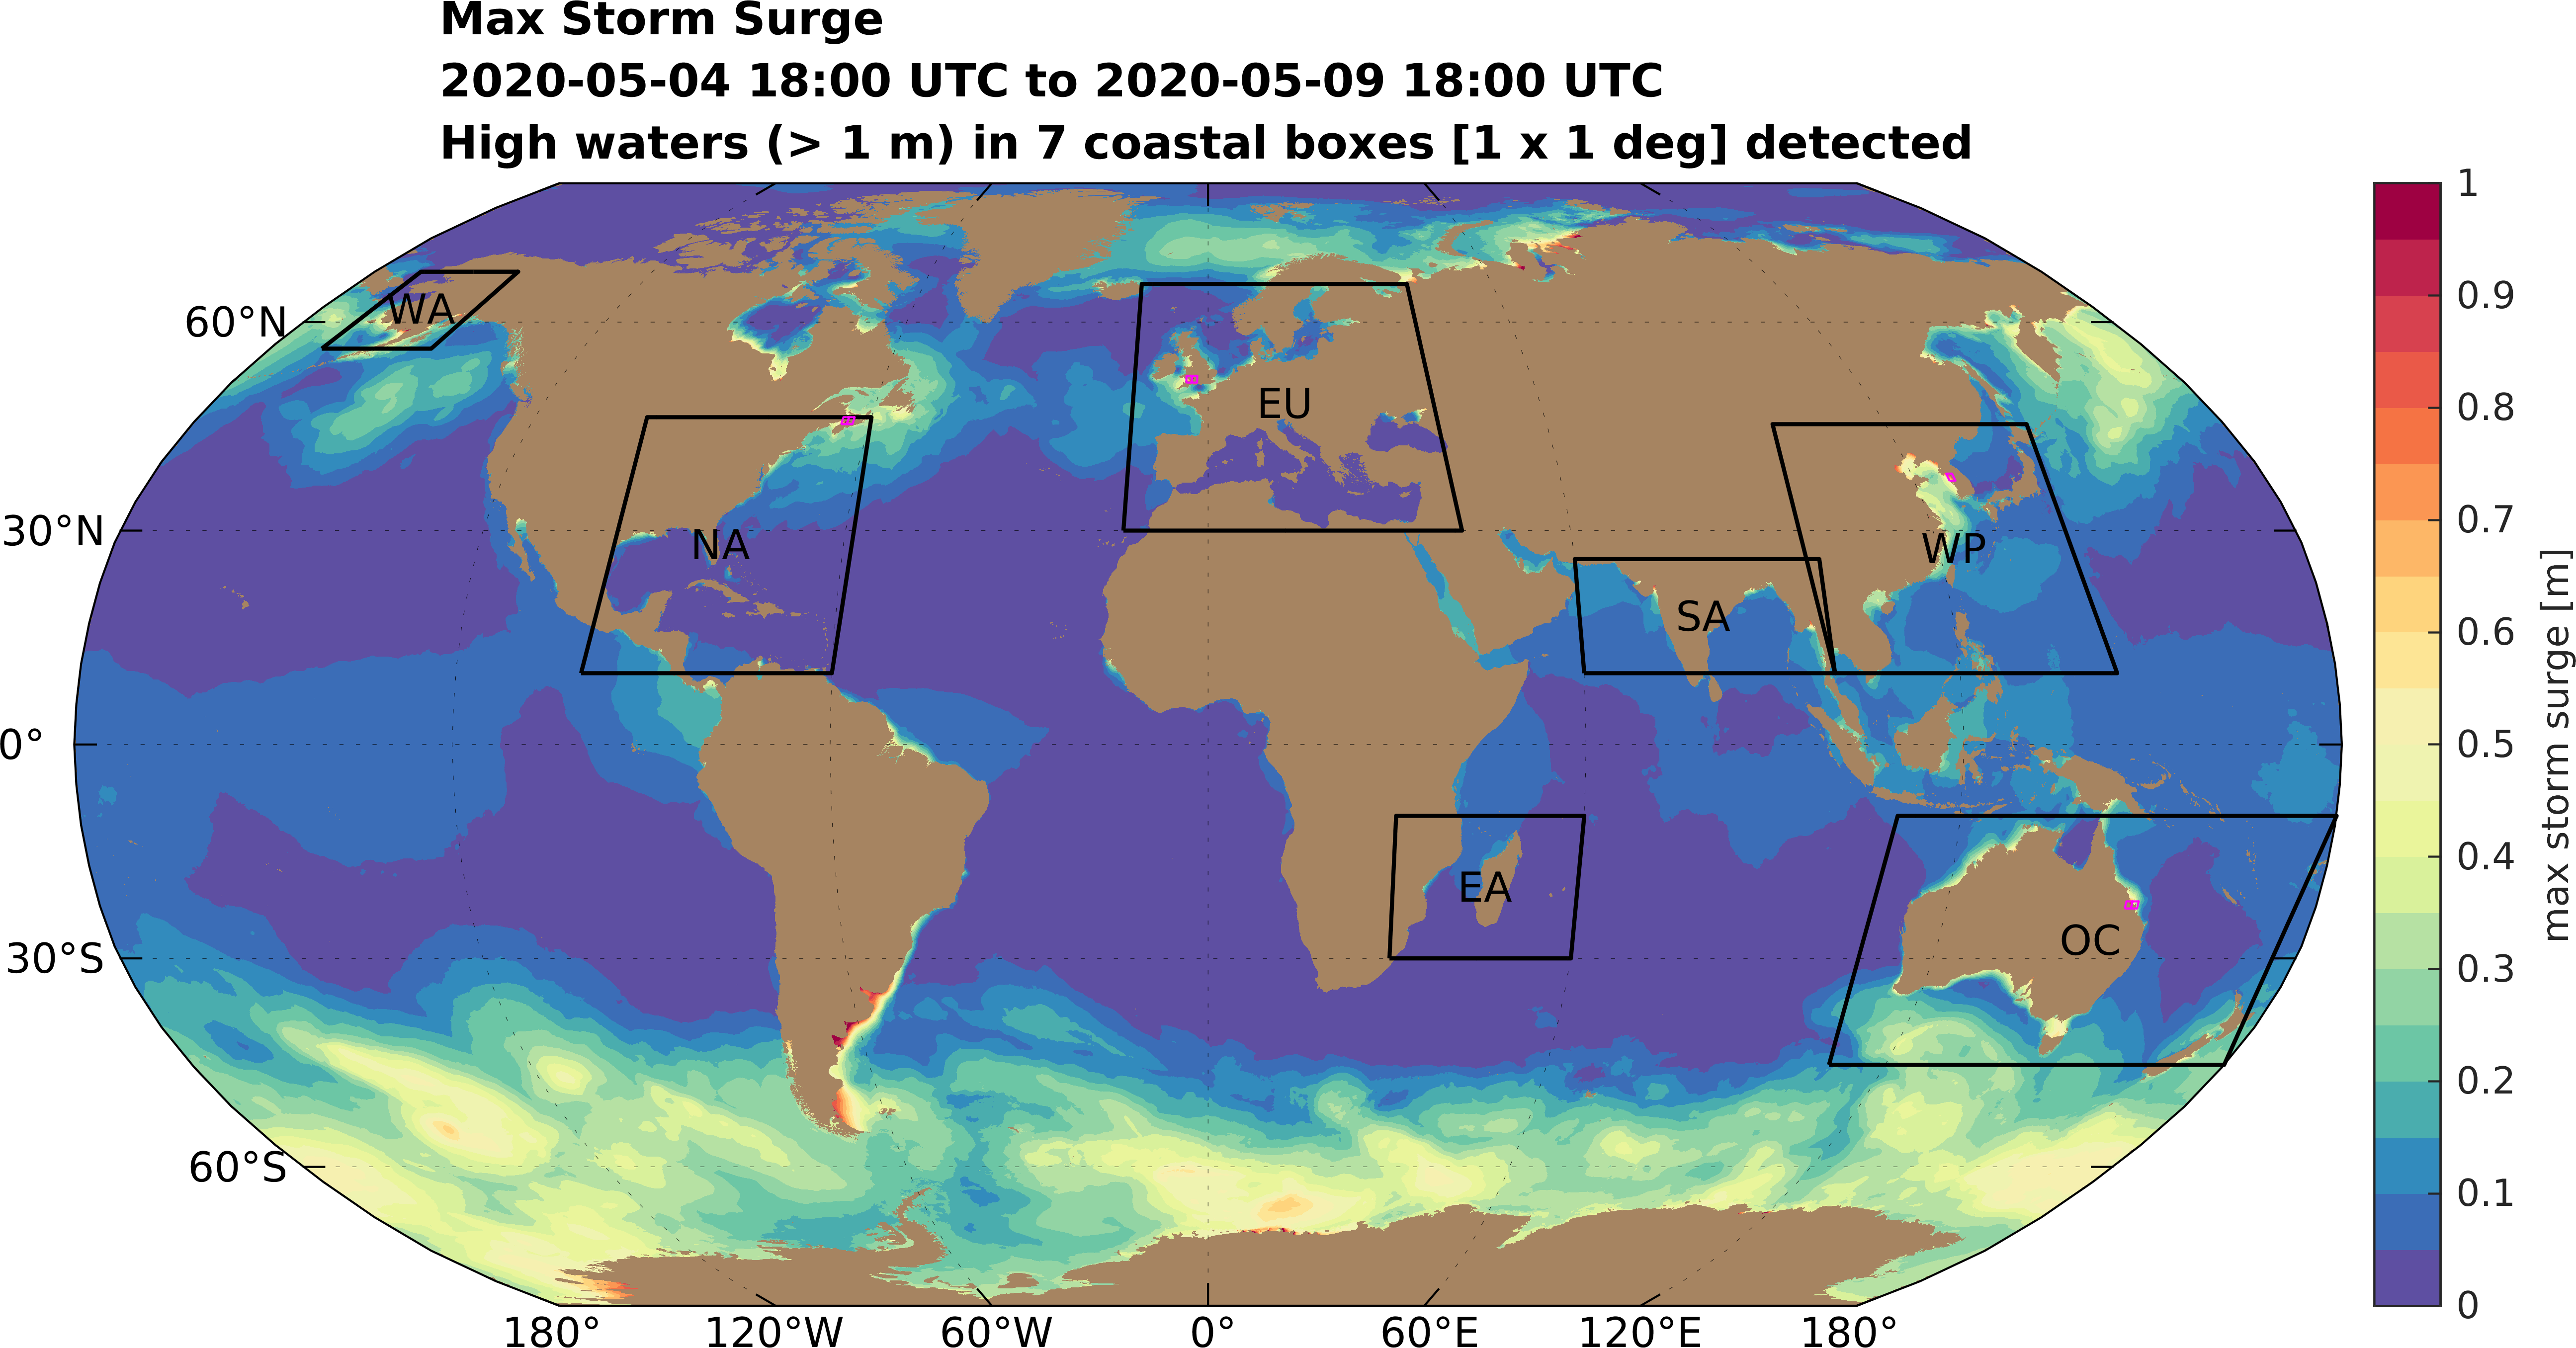 Max Storm Surge
2020-05-04 18:00 UTC to 2020-05-09 18:00 UTC
High waters (> 1 m) in 7 coastal boxes [1 x 1 deg] detected
60°N
30°N
0°
30°S
60°S
WA
EU
NA
WP
SA
EA
OC
180°
120°W
60°W
0°
60°E
120°E
180°
1
0.9
0.8
0.7
0.6
0.5
0.4
0.3
0.2
0.1
0
max storm surge [m]